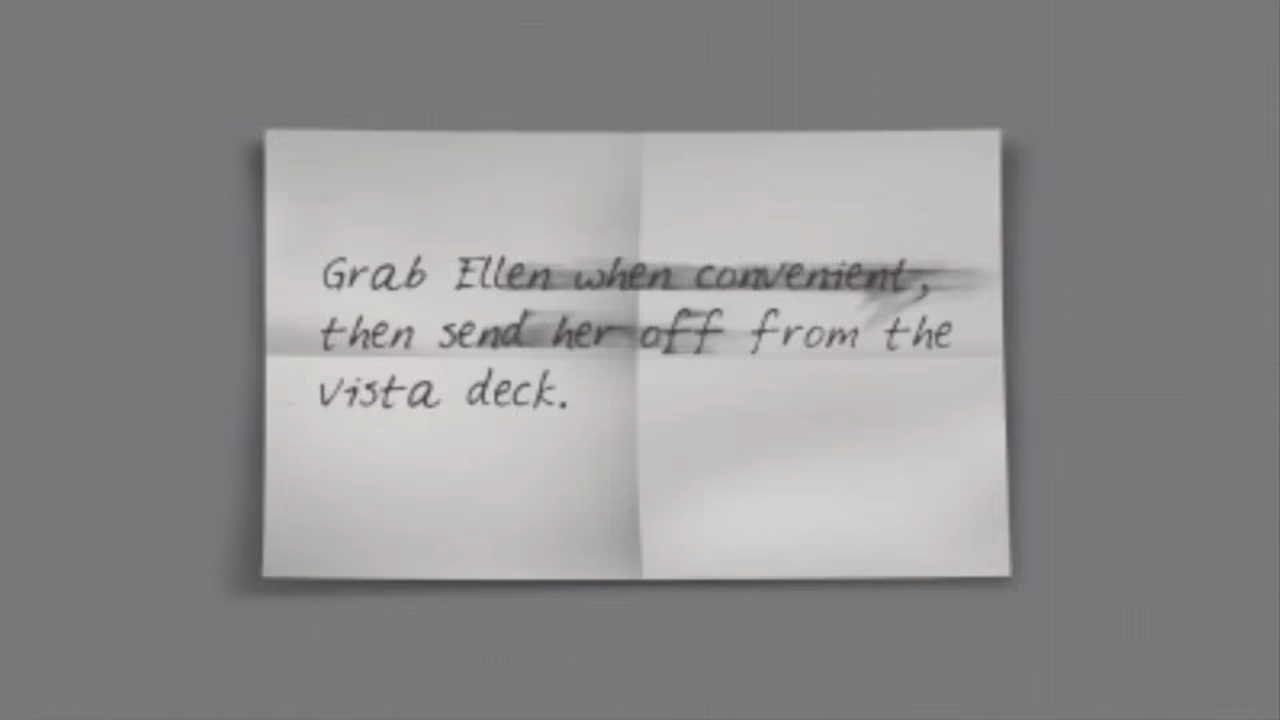 Grab Ellen when convenient,
then send her off from the
vista deck.